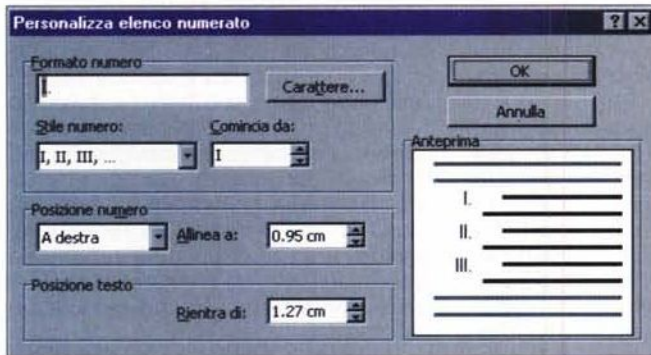 Personalizza elenco numerato
Formato numero
I.
Carattere...
Stile numero:
Comincia da:
I, II, III, ...
I
Posizione numero
A destra
Allinea a:
0.95 cm
Posizione testo
Rientra di:
1.27 cm
OK
Annulla
Anteprima
I.
II.
III.